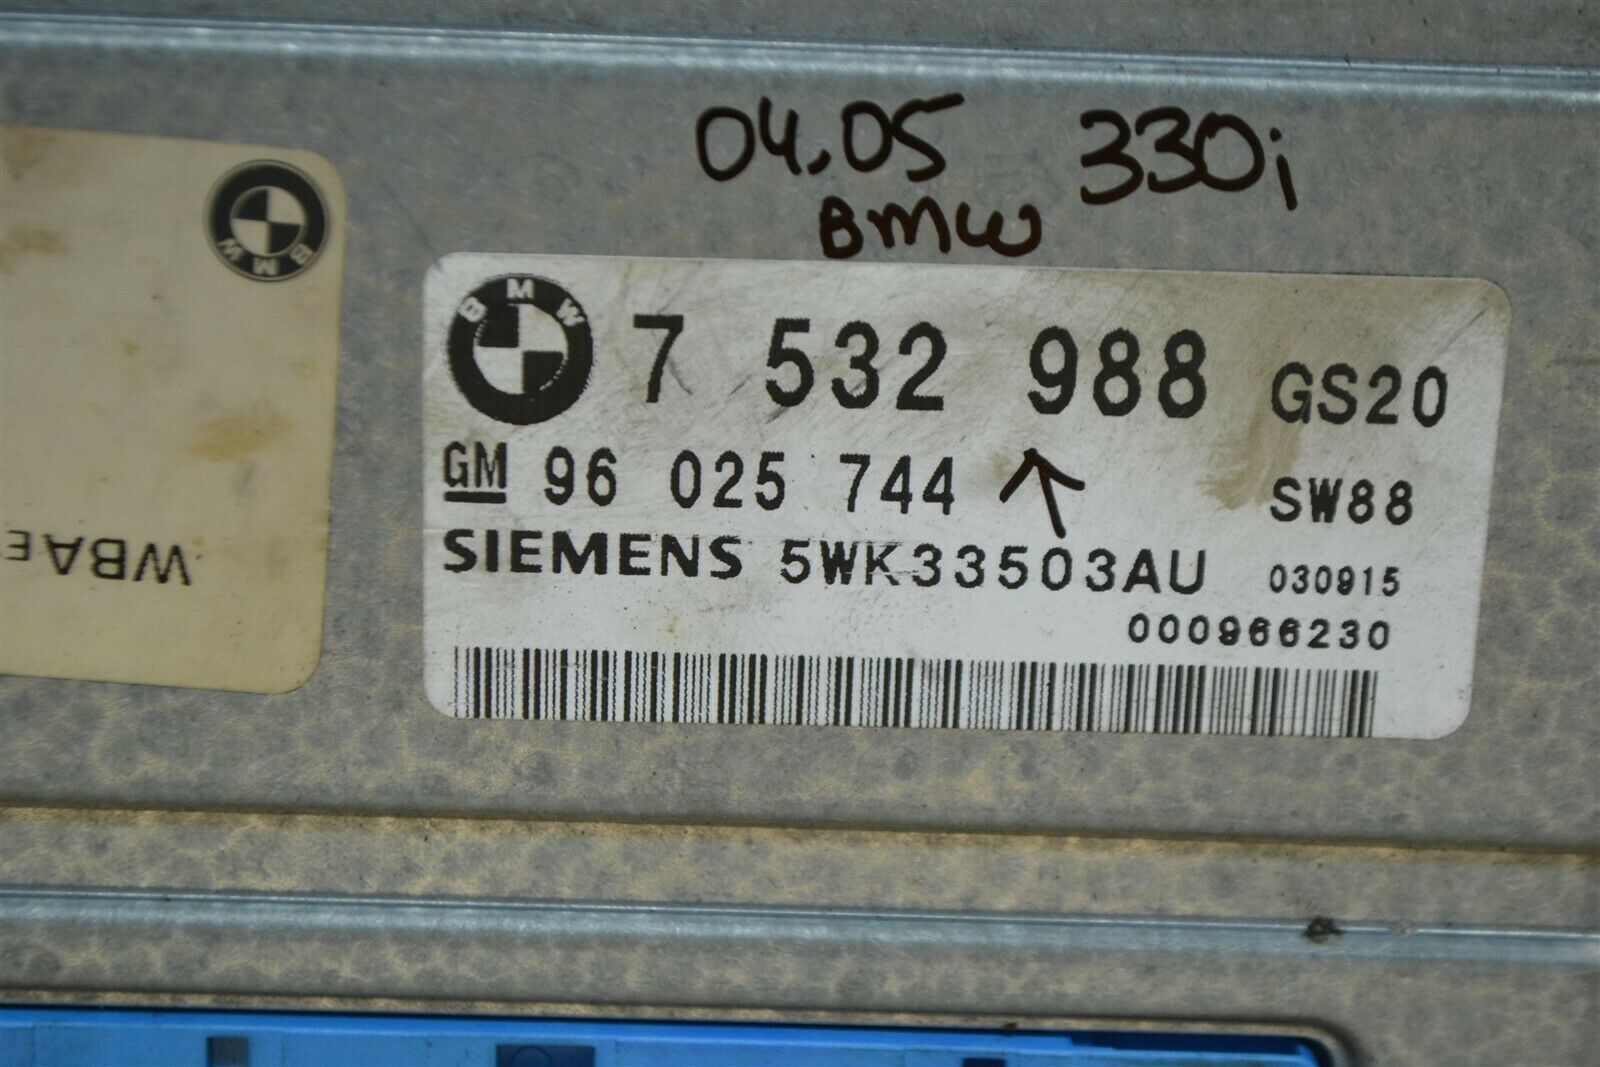 04.05 330i
BMW
BMW
BMW 7 532 988 GS20
GM 96 025 744 SW88
SIEMENS 5WK33503AU 030915
000966230
WBAE